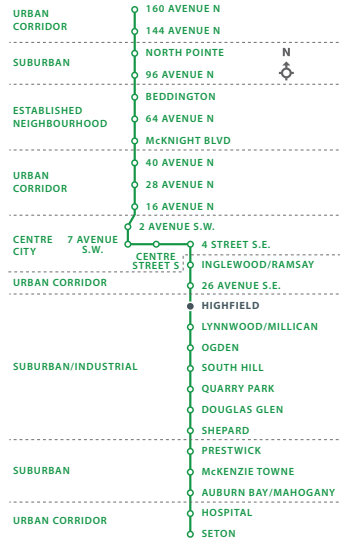 URBAN
CORRIDOR
160 AVENUE N
144 AVENUE N
SUBURBAN
NORTH POINTE
96 AVENUE N
N
ESTABLISHED
NEIGHBOURHOOD
BEDDINGTON
64 AVENUE N
McKNIGHT BLVD
URBAN
CORRIDOR
40 AVENUE N
28 AVENUE N
16 AVENUE N
CENTRE
CITY
2 AVENUE S.W.
7 AVENUE
S.W.
CENTRE
STREET S
4 STREET S.E.
INGLEWOOD/RAMSAY
URBAN CORRIDOR
26 AVENUE S.E.
HIGHFIELD
LYNNWOOD/MILLICAN
OGDEN
SUBURBAN/INDUSTRIAL
SOUTH HILL
QUARRY PARK
DOUGLAS GLEN
SHEPARD
SUBURBAN
PRESTWICK
McKENZIE TOWNE
AUBURN BAY/MAHOGANY
URBAN CORRIDOR
HOSPITAL
SETON